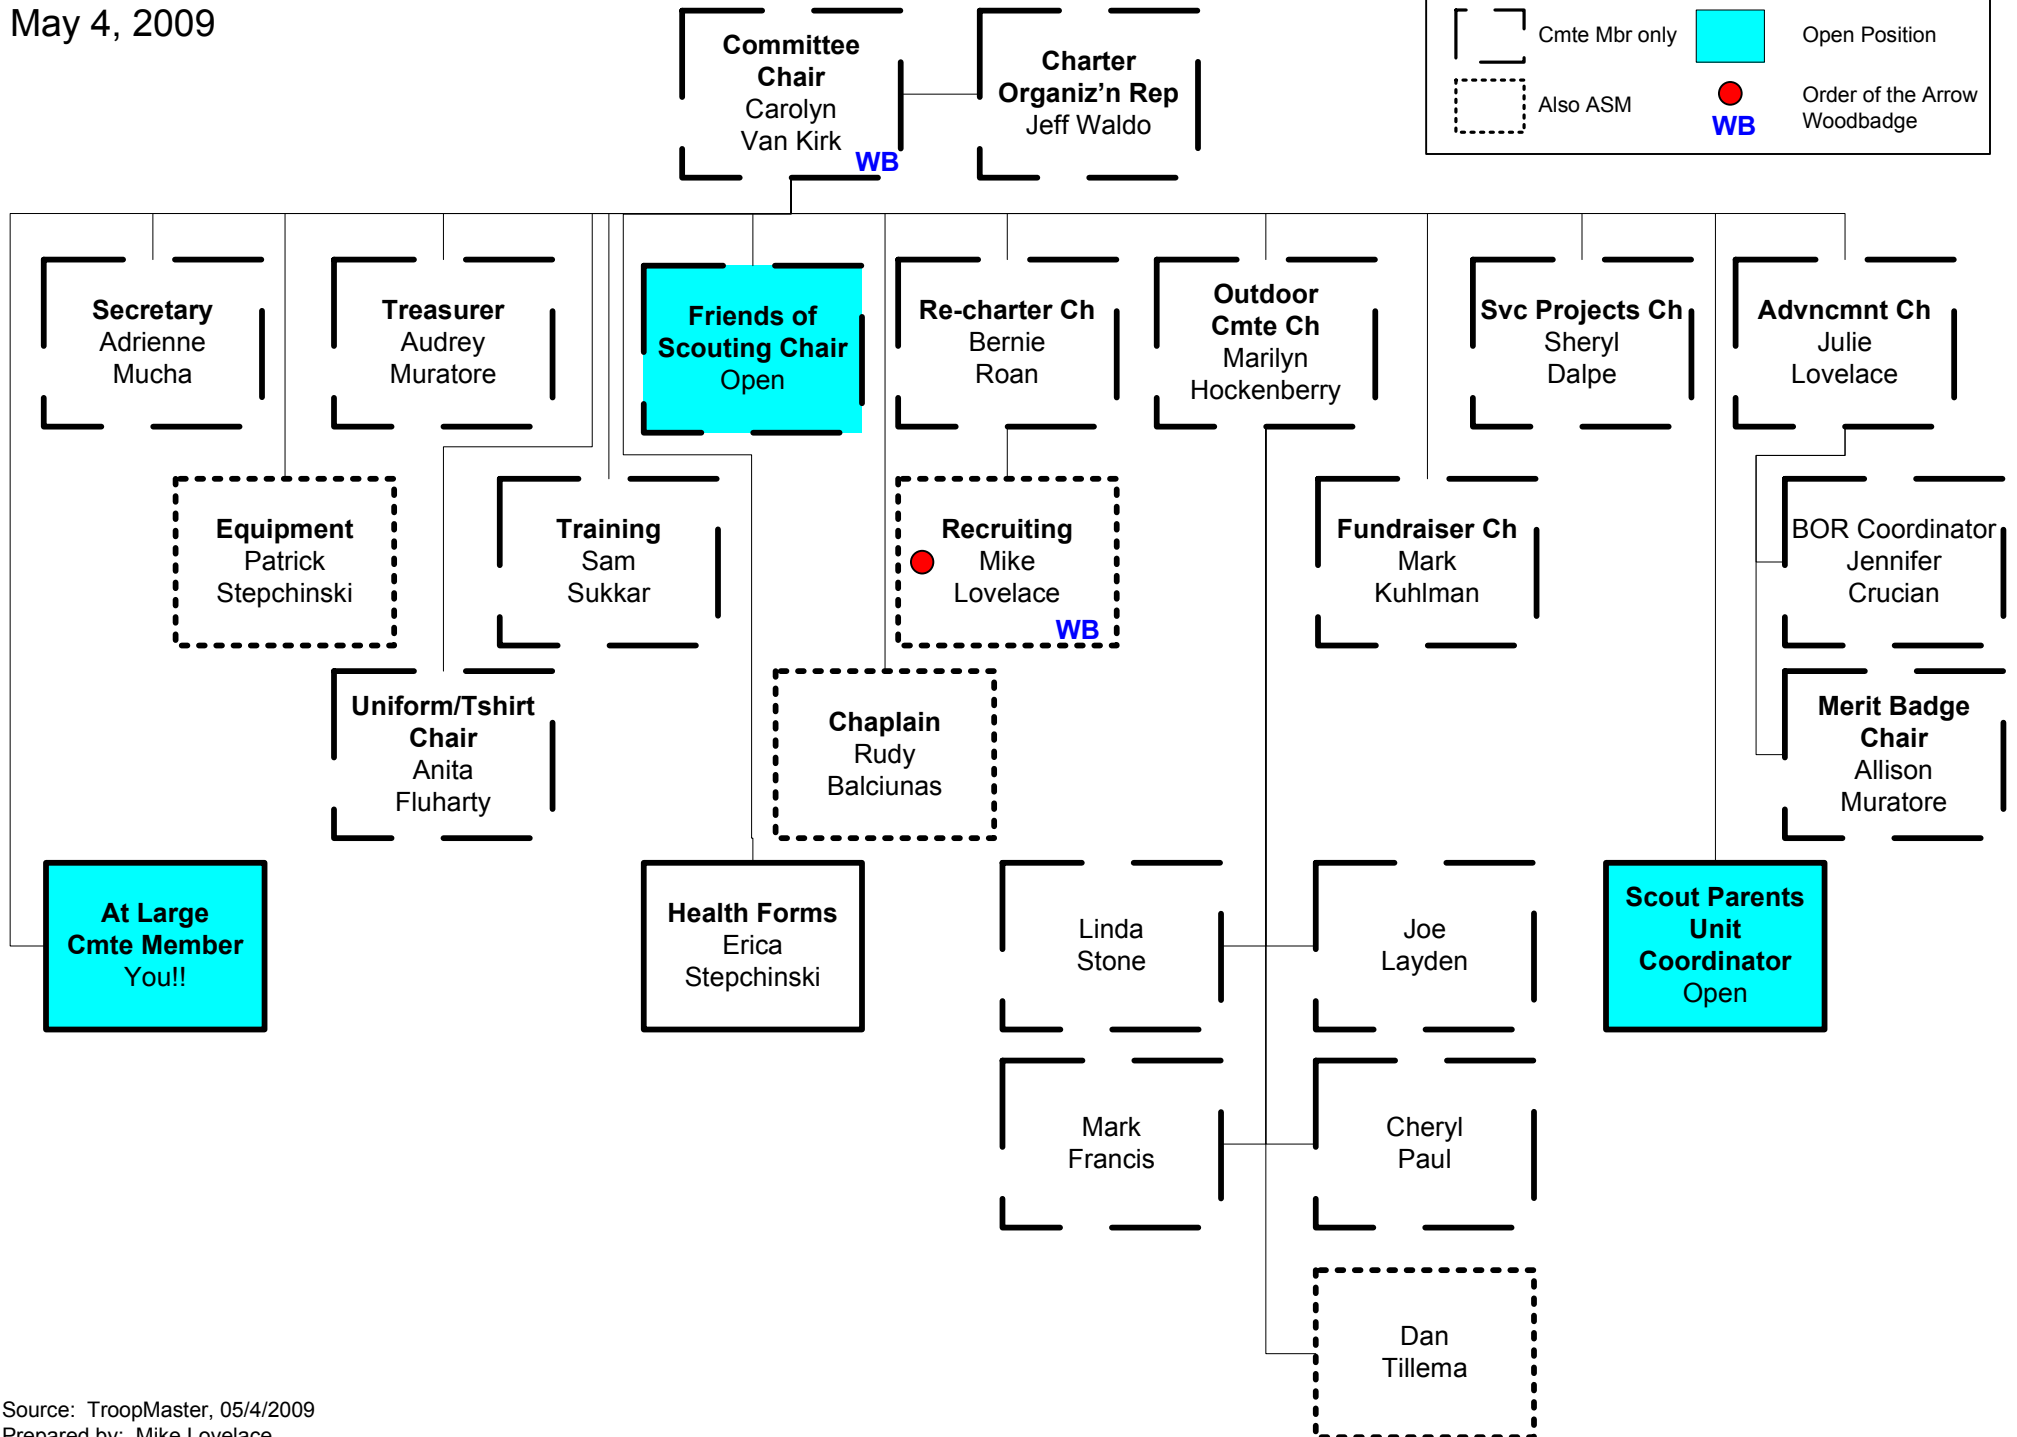 May 4, 2009
Committee
Chair
Carolyn
Van Kirk
WB
Charter
Organiz'n Rep
Jeff Waldo
Cmte Mbr only
Open Position
Also ASM
WB
Order of the Arrow
Woodbadge
Secretary
Adrienne
Mucha
Treasurer
Audrey
Muratore
Friends of
Scouting Chair
Open
Re-charter Ch
Bernie
Roan
Outdoor
Cmte Ch
Marilyn
Hockenberry
Svc Projects Ch
Sheryl
Dalpe
Advncmnt Ch
Julie
Lovelace
Equipment
Patrick
Stepchinski
Training
Sam
Sukkar
Recruiting
Mike
Lovelace
WB
Fundraiser Ch
Mark
Kuhlman
BOR Coordinator
Jennifer
Crucian
Uniform/Tshirt
Chair
Anita
Fluharty
Chaplain
Rudy
Balciunas
Merit Badge
Chair
Allison
Muratore
At Large
Cmte Member
You!!
Health Forms
Erica
Stepchinski
Linda
Stone
Joe
Layden
Scout Parents
Unit
Coordinator
Open
Mark
Francis
Cheryl
Paul
Dan
Tillema
Source: TroopMaster, 05/4/2009
Prepared by: Mike Lovelace